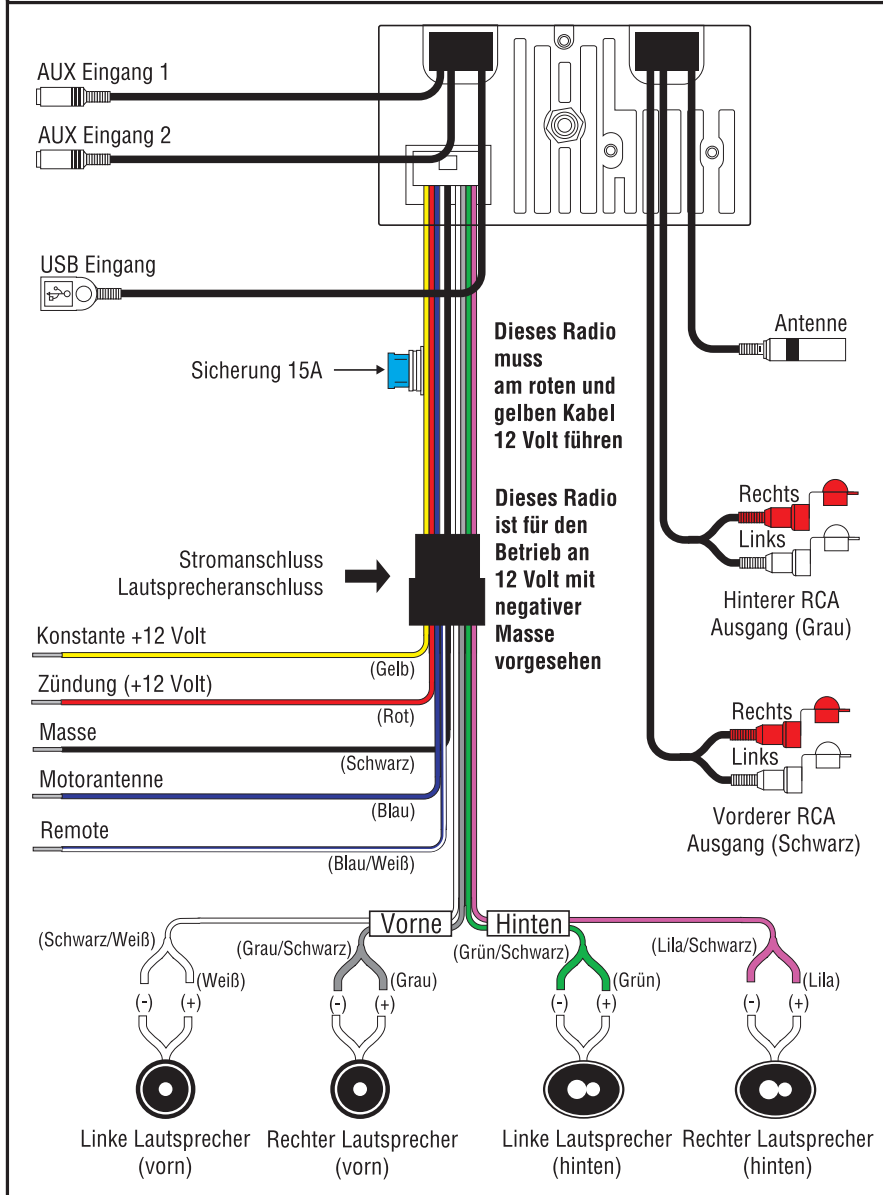 AUX Eingang 1
AUX Eingang 2
USB Eingang
Sicherung 15A
Dieses Radio
muss
am roten und
gelben Kabel
12 Volt führen
Antenne
Dieses Radio
ist für den
Betrieb an
12 Volt mit
negativer
Masse
vorgesehen
Stromanschluss
Lautsprecheranschluss
Rechts
Links
Hinterer RCA
Ausgang (Grau)
Konstante +12 Volt
(Gelb)
Zündung (+12 Volt)
(Rot)
Masse
(Schwarz)
Motorantenne
(Blau)
Remote
(Blau/Weiß)
Rechts
Links
Vorderer RCA
Ausgang (Schwarz)
Vorne
Hinten
(Schwarz/Weiß)
(Weiß)
(-)
(+)
(Grau/Schwarz)
(Grau)
(-)
(+)
(Grün/Schwarz)
(Grün)
(-)
(+)
(Lila/Schwarz)
(Lila)
(-)
(+)
Linke Lautsprecher
(vorn)
Rechter Lautsprecher
(vorn)
Linke Lautsprecher
(hinten)
Rechter Lautsprecher
(hinten)